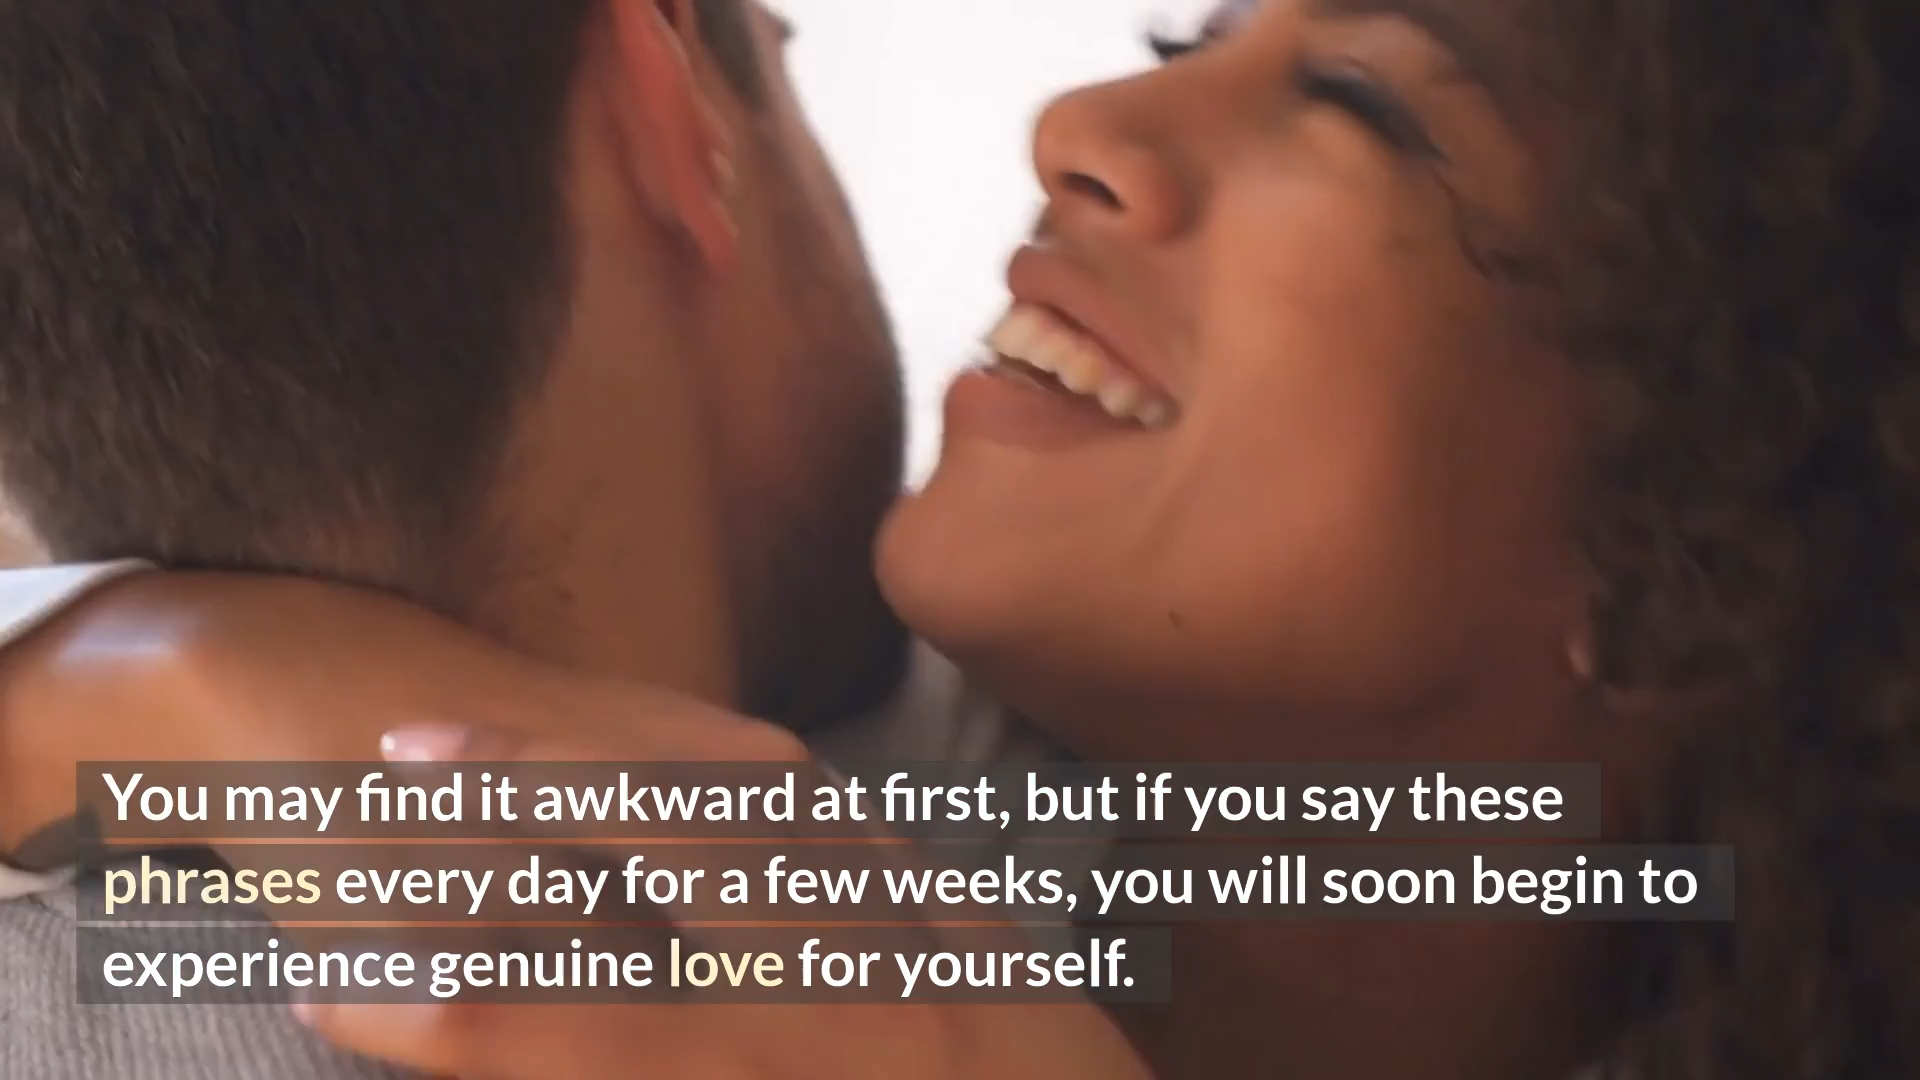 You may find it awkward at first, but if you say these
phrases every day for a few weeks, you will soon begin to
experience genuine love for yourself.